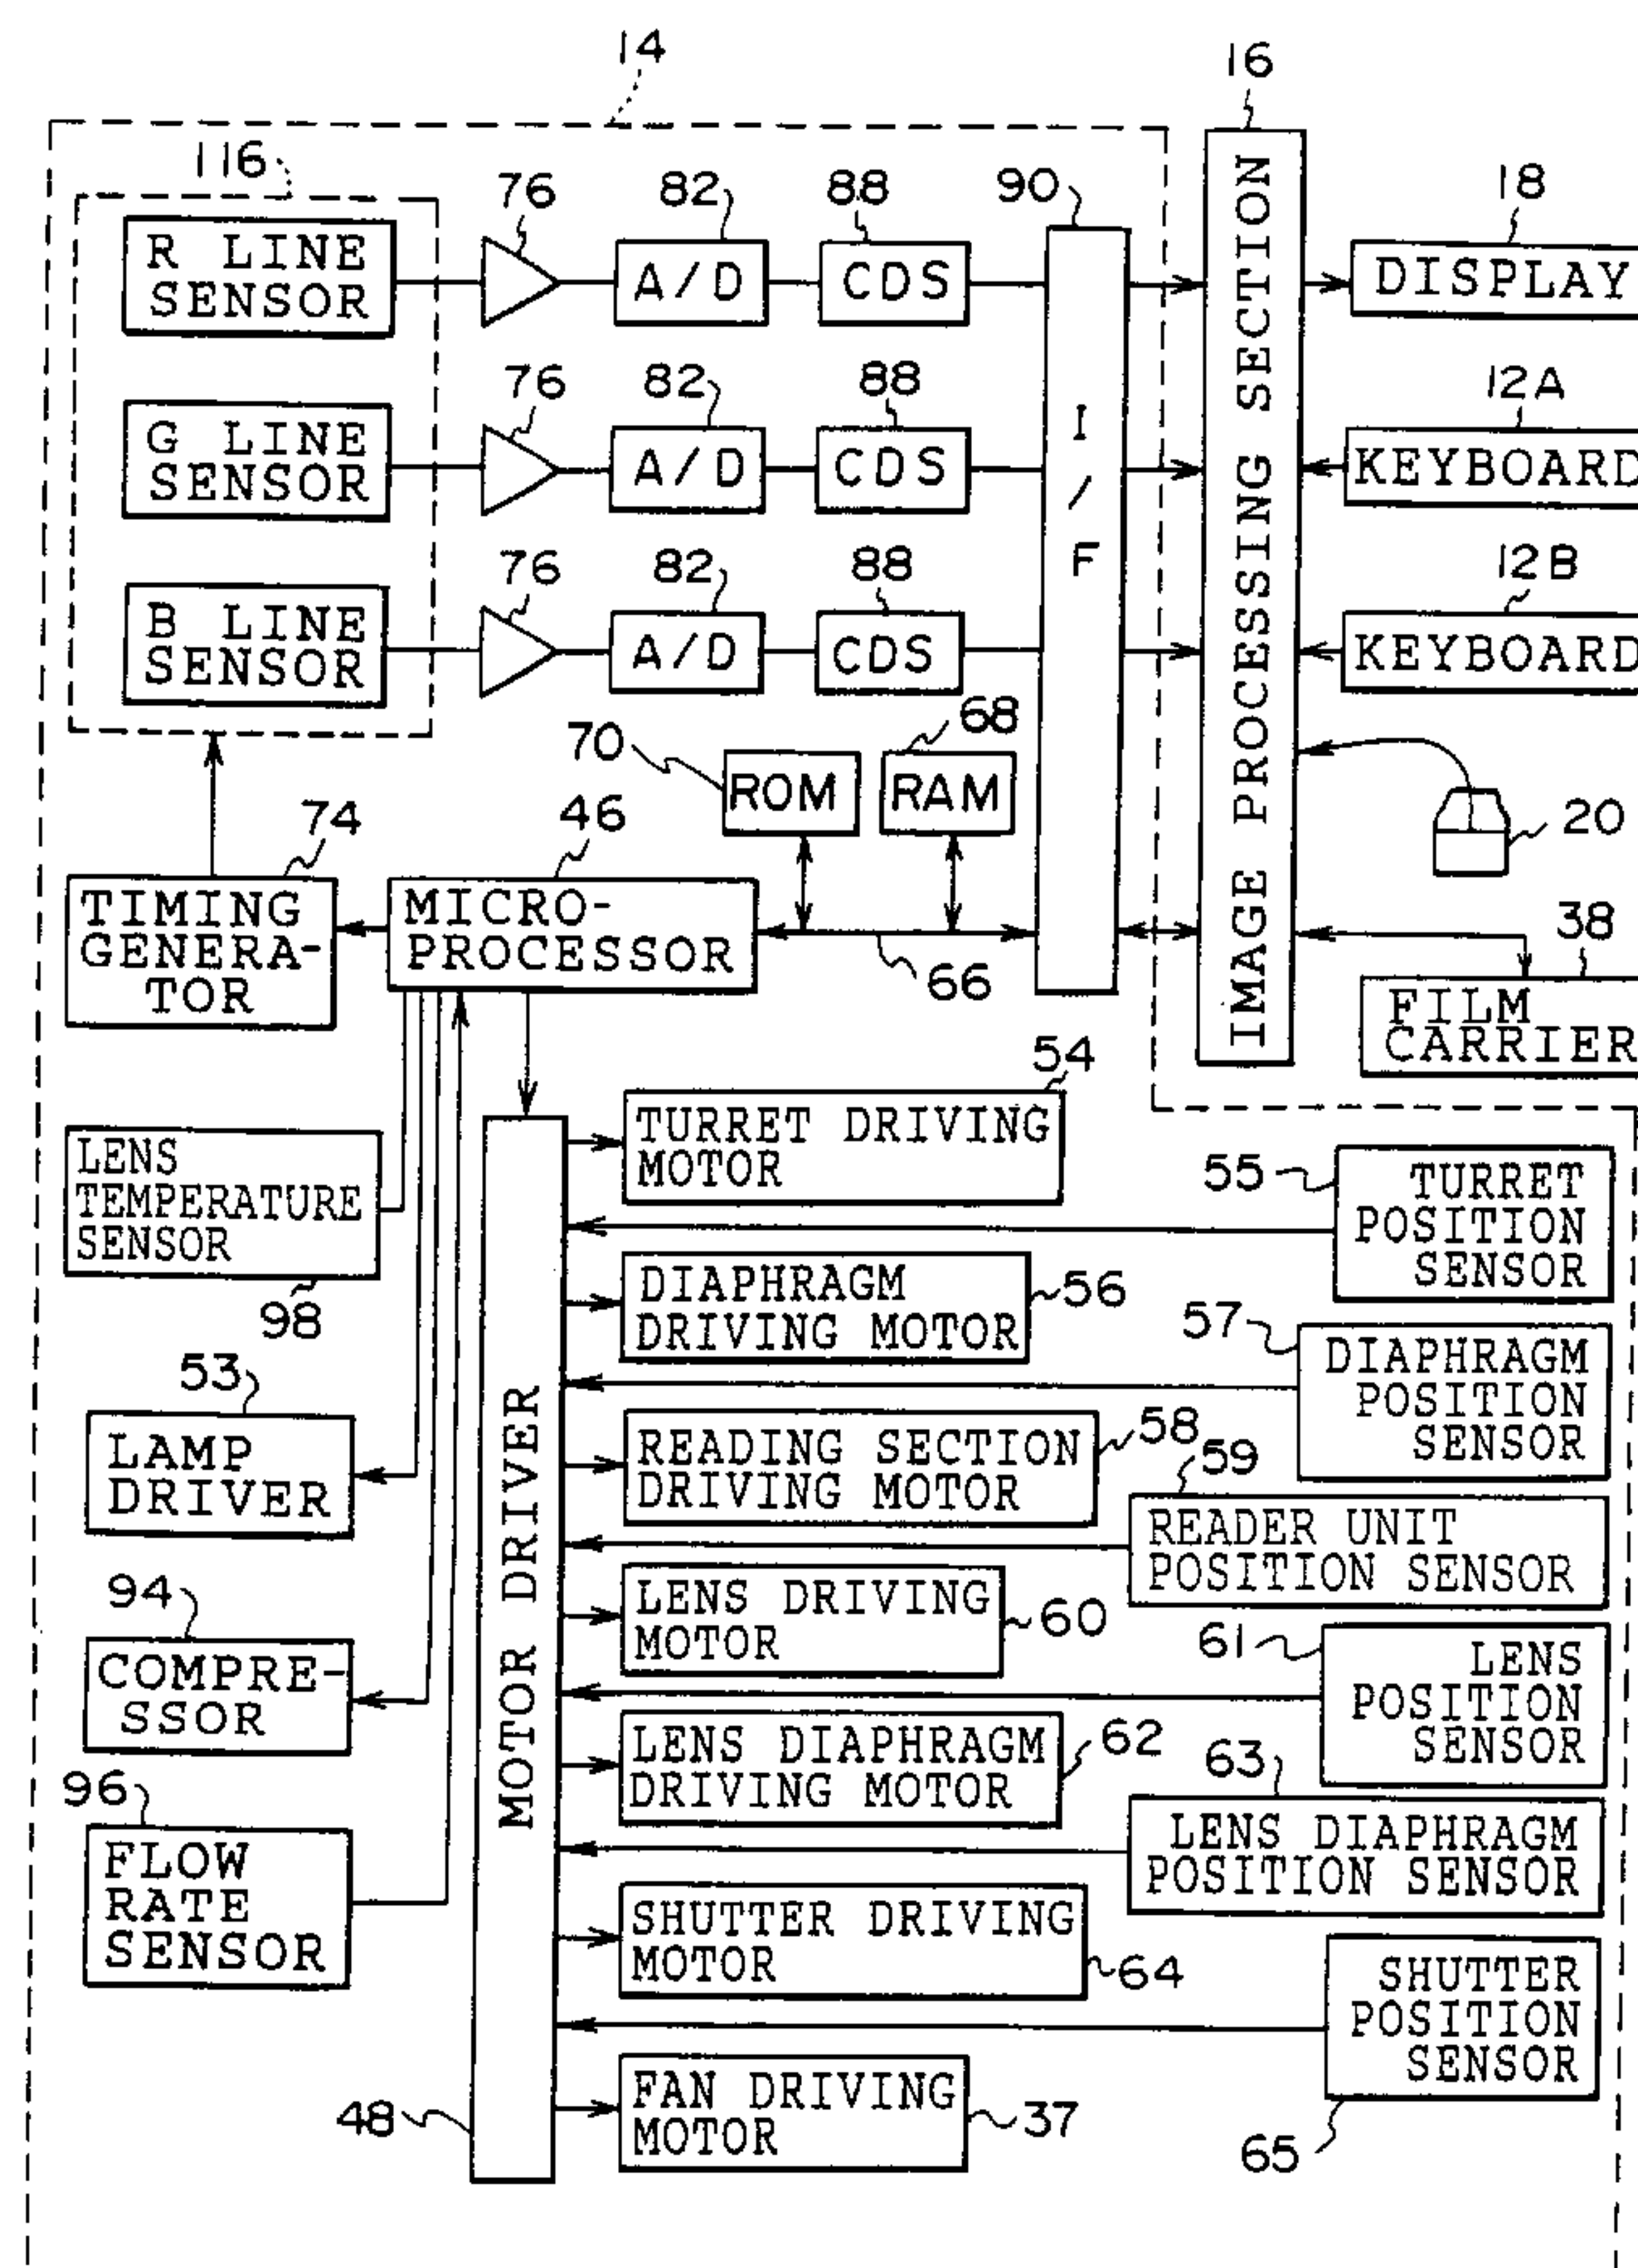 14
16
116
76
82
88
90
18
R LINE
SENSOR
A/D
CDS
DISPLAY
76
82
88
12A
G LINE
SENSOR
A/D
CDS
I/F
KEYBOARD
76
82
88
12B
B LINE
SENSOR
A/D
CDS
KEYBOARD
IMAGE PROCESSING SECTION
70
ROM
68
RAM
20
74
46
TIMING
GENERA-
TOR
MICRO-
PROCESSOR
66
38
FILM
CARRIER
54
TURRET DRIVING
MOTOR
55
TURRET
POSITION
SENSOR
LENS
TEMPERATURE
SENSOR
98
DIAPHRAGM
DRIVING MOTOR
56
57
DIAPHRAGM
POSITION
SENSOR
53
LAMP
DRIVER
READING SECTION
DRIVING MOTOR
58
59
READER UNIT
POSITION SENSOR
MOTOR DRIVER
94
COMPRE-
SSOR
LENS DRIVING
MOTOR
60
61
LENS
POSITION
SENSOR
LENS DIAPHRAGM
DRIVING MOTOR
62
63
LENS DIAPHRAGM
POSITION SENSOR
96
FLOW
RATE
SENSOR
SHUTTER DRIVING
MOTOR
64
SHUTTER
POSITION
SENSOR
65
48
FAN DRIVING
MOTOR
37